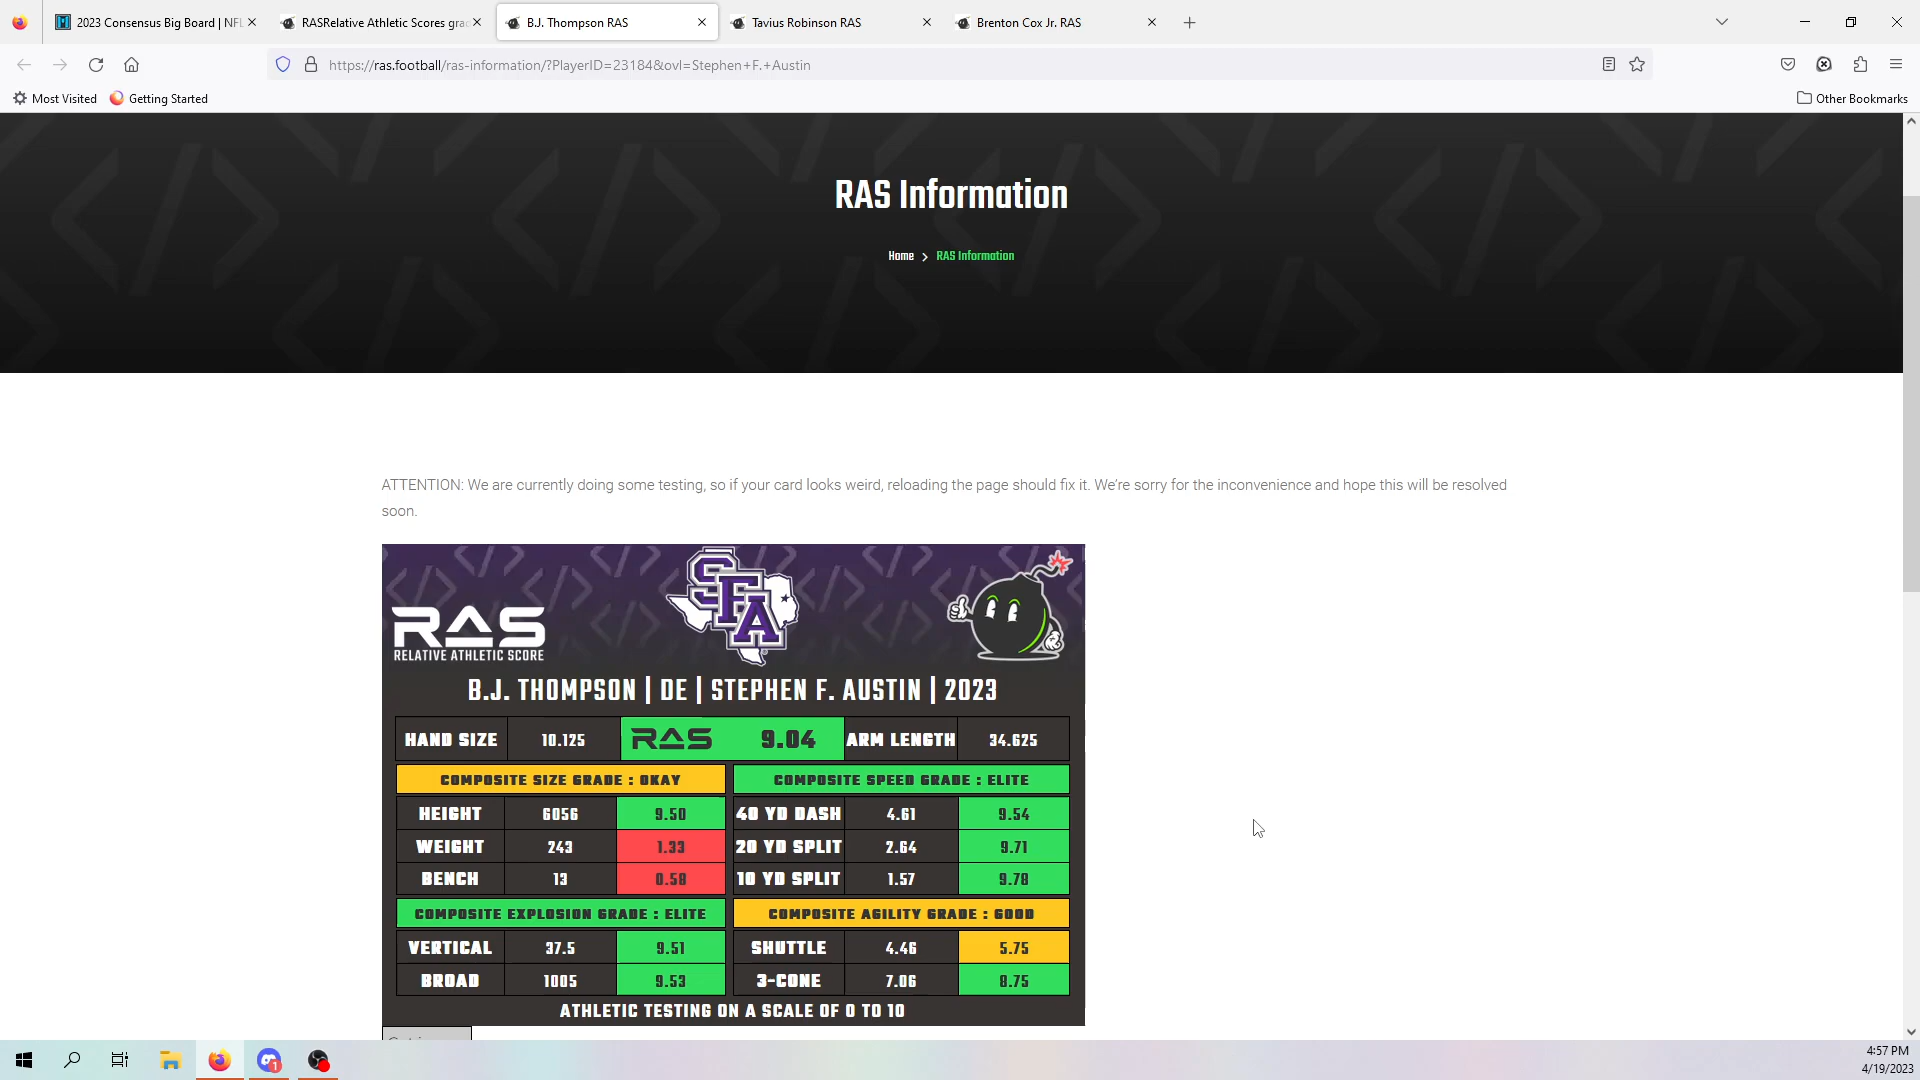 2023 Consensus Big Board | NFL
RASRelative Athletic Scores gra
B.J. Thompson RAS
Tavius Robinson RAS
Brenton Cox Jr. RAS
https://ras.football/ras-information/?PlayerID=23184&ovl=Stephen+F.+Austin
Most Visited
Getting Started
Other Bookmarks
RAS Information
Home > RAS Information
ATTENTION: We are currently doing some testing, so if your card looks weird, reloading the page should fix it. We're sorry for the inconvenience and hope this will be resolved
soon.
SFA
RAS
RELATIVE ATHLETIC SCORE
B.J. THOMPSON | DE | STEPHEN F. AUSTIN | 2023
HAND SIZE 10.125 RAS 9.04 ARM LENGTH 34.625
COMPOSITE SIZE GRADE : OKAY COMPOSITE SPEED GRADE : ELITE
HEIGHT 6056 9.50 40 YD DASH 4.61 9.54
WEIGHT 243 1.33 20 YD SPLIT 2.64 9.71
BENCH 13 0.58 10 YD SPLIT 1.57 9.78
COMPOSITE EXPLOSION GRADE : ELITE COMPOSITE AGILITY GRADE : GOOD
VERTICAL 37.5 9.51 SHUTTLE 4.46 5.75
BROAD 1005 9.53 3-CONE 7.06 8.75
ATHLETIC TESTING ON A SCALE OF 0 TO 10
1
4:57 PM
4/19/2023